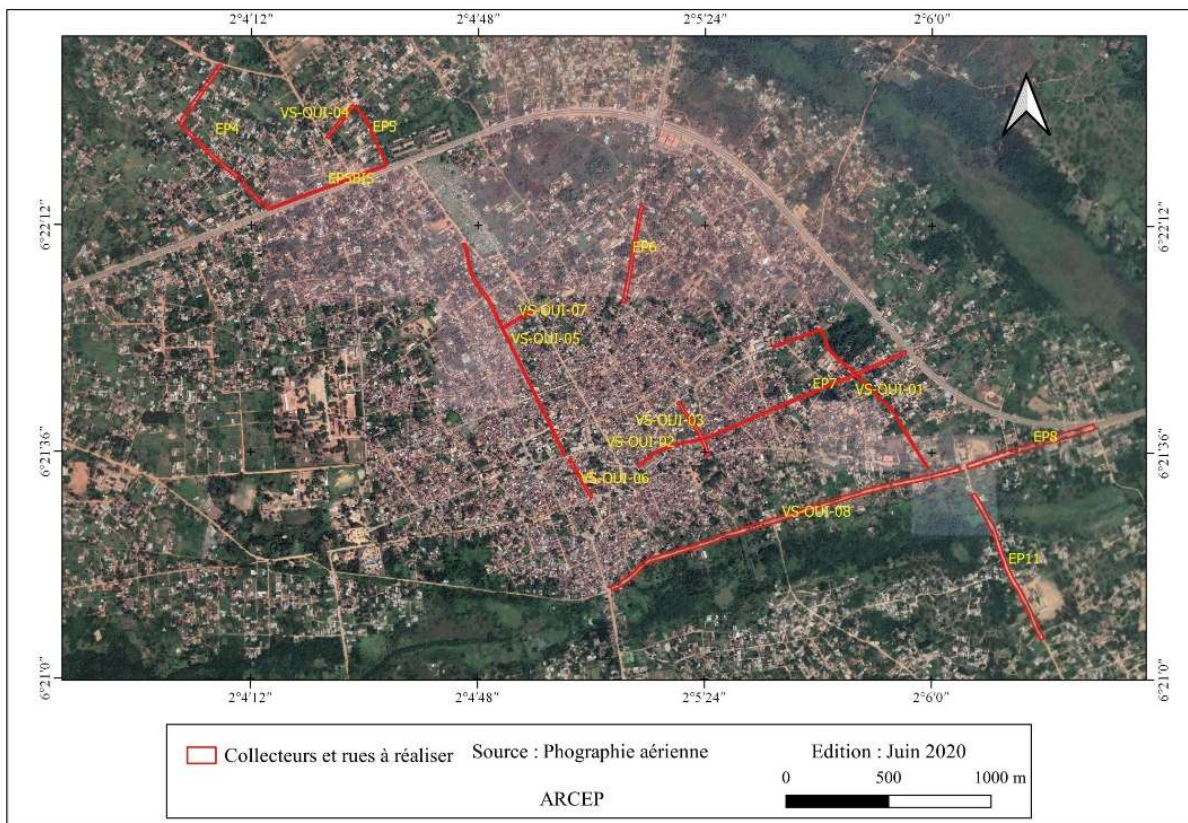 2°4'12" 2°4'48" 2°5'24" 2°6'0"
VS-OUI-04
EP4
EP5
EP5BIS
6°22'12" 6°22'12"
EP6
VS-OUI-07
VS-OUI-05
EP7
VS-OUI-01
VS-OUI-03
VS-OUI-02
EP8
6°21'36" 6°21'36"
VS-OUI-06
VS-OUI-08
EP11
6°21'0" 6°21'0"
2°4'12" 2°4'48" 2°5'24" 2°6'0"
Collecteurs et rues à réaliser Source : Phographie aérienne Edition : Juin 2020
0 500 1000 m
ARCEP